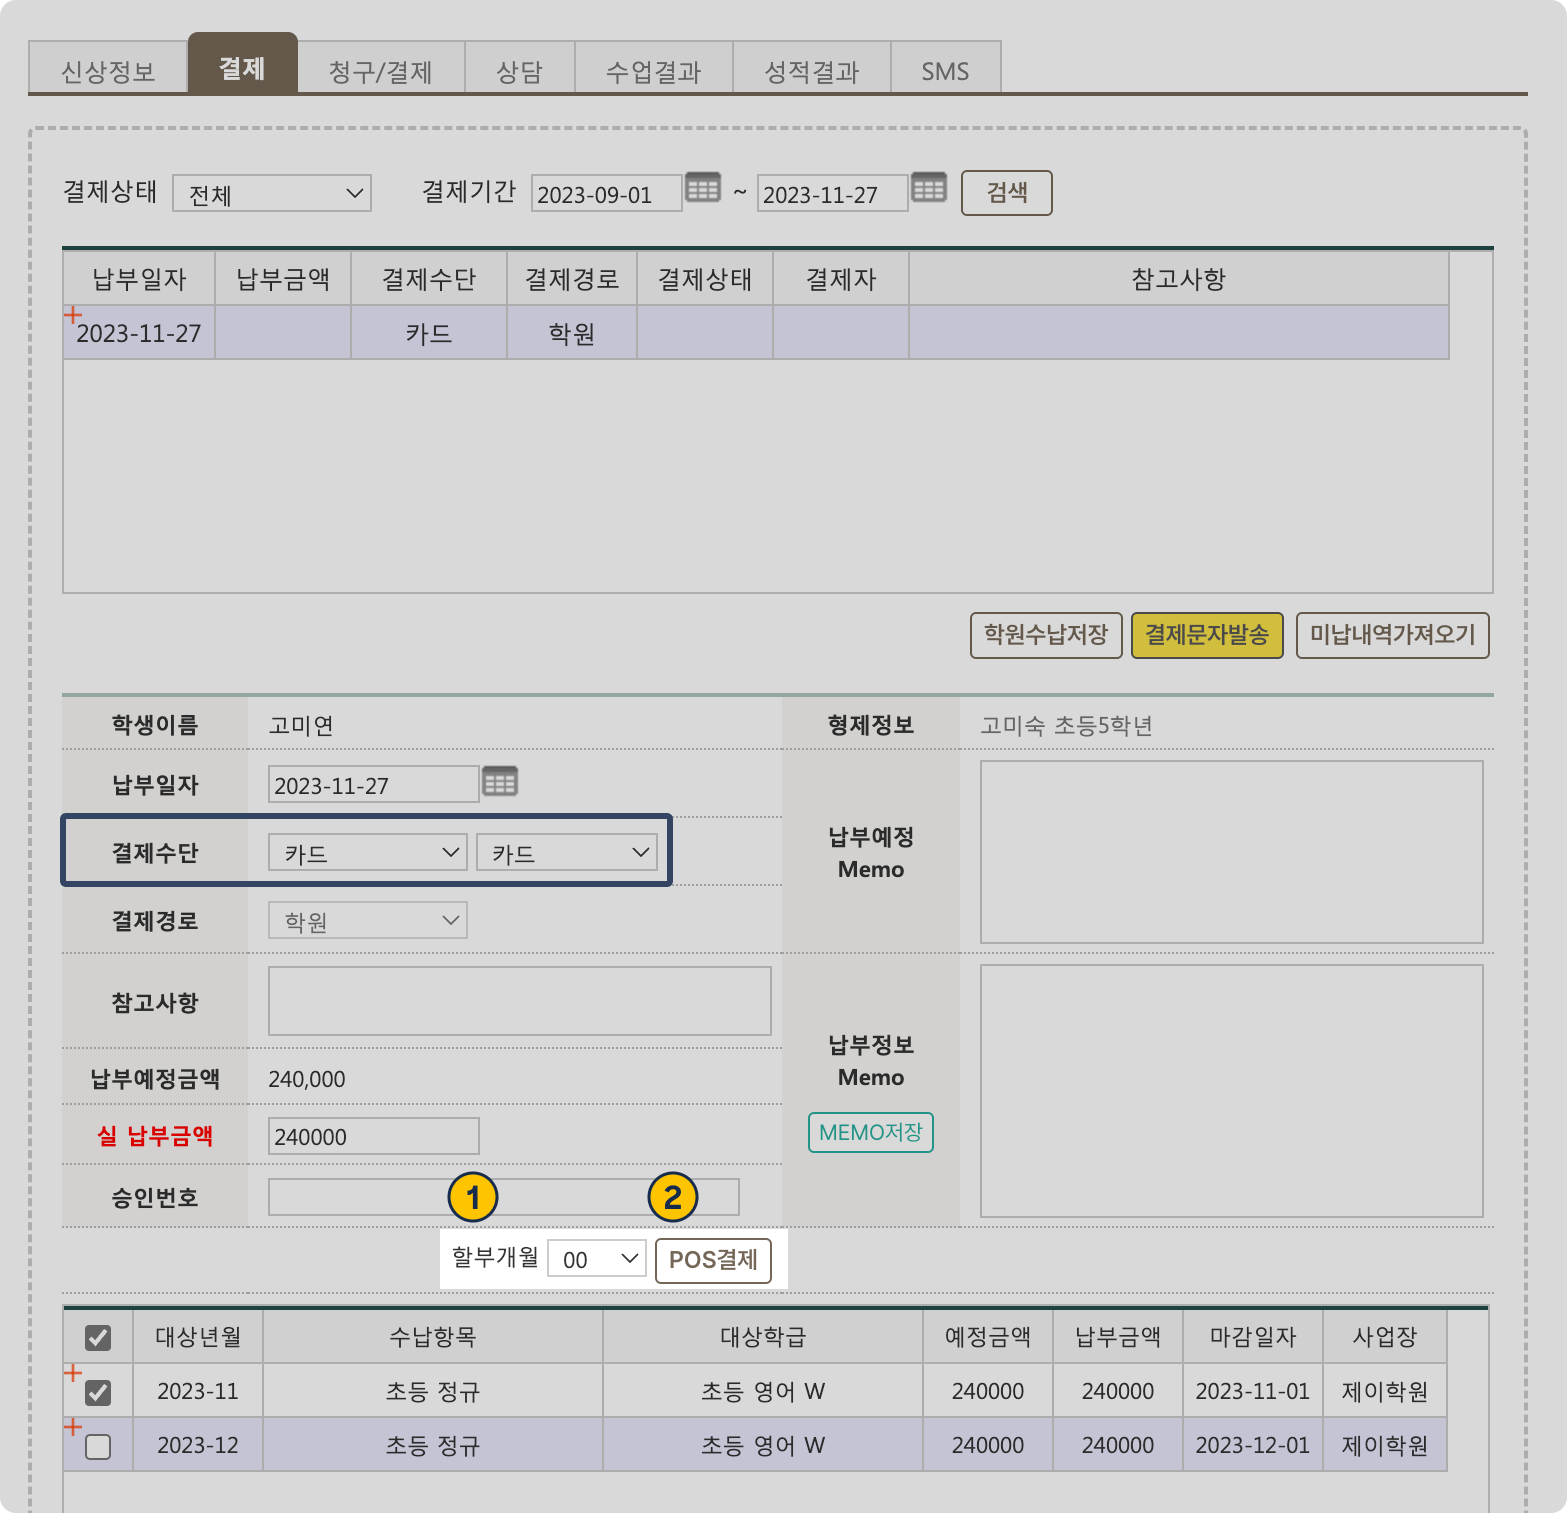 신상정보 결제 청구/결제 상담 수업결과 성적결과 SMS
결제상태 전체 결제기간 2023-09-01 ~ 2023-11-27 검색
납부일자 납부금액 결제수단 결제경로 결제상태 결제자 참고사항
2023-11-27 카드 학원
학원수납저장 결제문자발송 미납내역가져오기
학생이름 고미연 형제정보 고미숙 초등5학년
납부일자 2023-11-27
결제수단 카드 카드
납부예정
Memo
결제경로 학원
참고사항
납부정보
Memo
납부예정금액 240,000
실 납부금액 240000
MEMO저장
승인번호
1 2
할부개월 00 POS결제
대상년월 수납항목 대상학급 예정금액 납부금액 마감일자 사업장
2023-11 초등 정규 초등 영어 W 240000 240000 2023-11-01 제이학원
2023-12 초등 정규 초등 영어 W 240000 240000 2023-12-01 제이학원